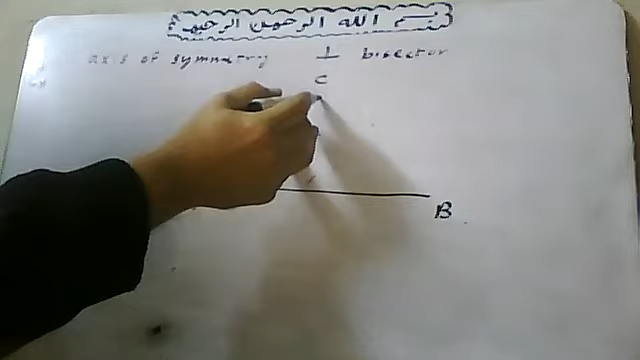 بسم الله الرحمن الرحيم
axis of symmetry ⊥ bisector
C
B